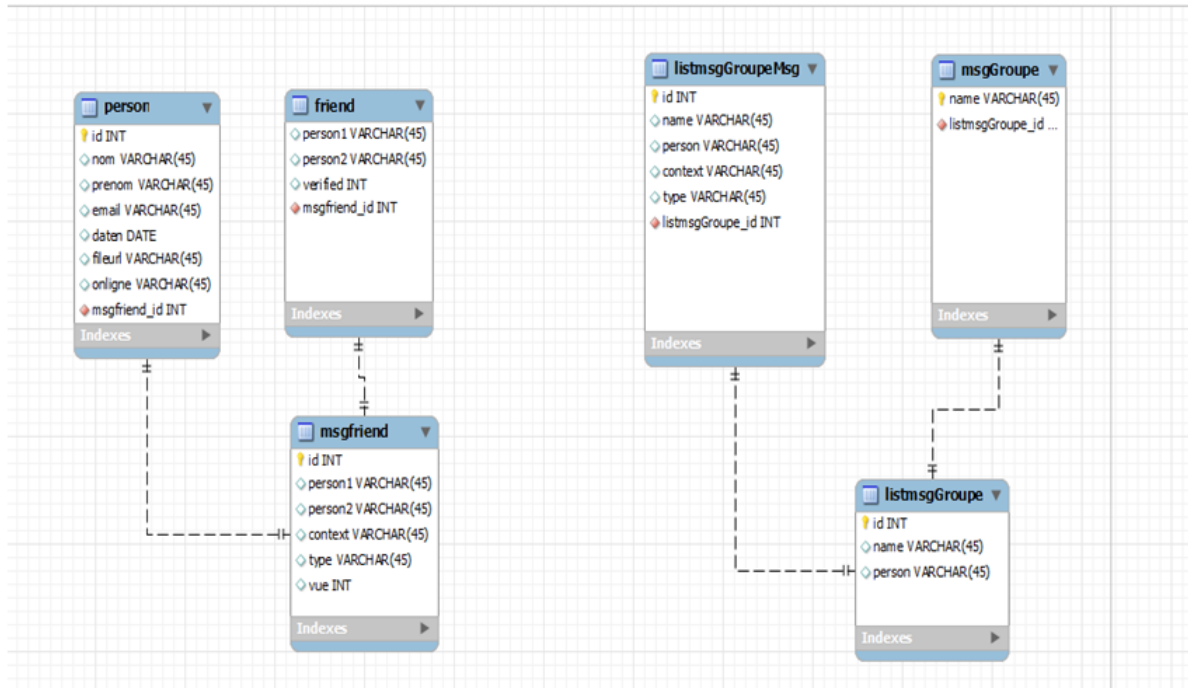 person
id INT
nom VARCHAR(45)
prenom VARCHAR(45)
email VARCHAR(45)
daten DATE
fileurl VARCHAR(45)
onligne VARCHAR(45)
msgfriend_id INT
Indexes
friend
person1 VARCHAR(45)
person2 VARCHAR(45)
verified INT
msgfriend_id INT
Indexes
msgfriend
id INT
person1 VARCHAR(45)
person2 VARCHAR(45)
context VARCHAR(45)
type VARCHAR(45)
vue INT
Indexes
listmsgGroupeMsg
id INT
name VARCHAR(45)
person VARCHAR(45)
context VARCHAR(45)
type VARCHAR(45)
listmsgGroupe_id INT
Indexes
msgGroupe
name VARCHAR(45)
listmsgGroupe_id ...
Indexes
listmsgGroupe
id INT
name VARCHAR(45)
person VARCHAR(45)
Indexes